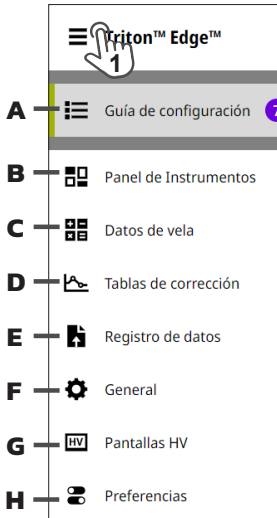 Triton™ Edge™
1
A Guía de configuración 7
B Panel de Instrumentos
C Datos de vela
D Tablas de corrección
E Registro de datos
F General
G HV Pantallas HV
H Preferencias